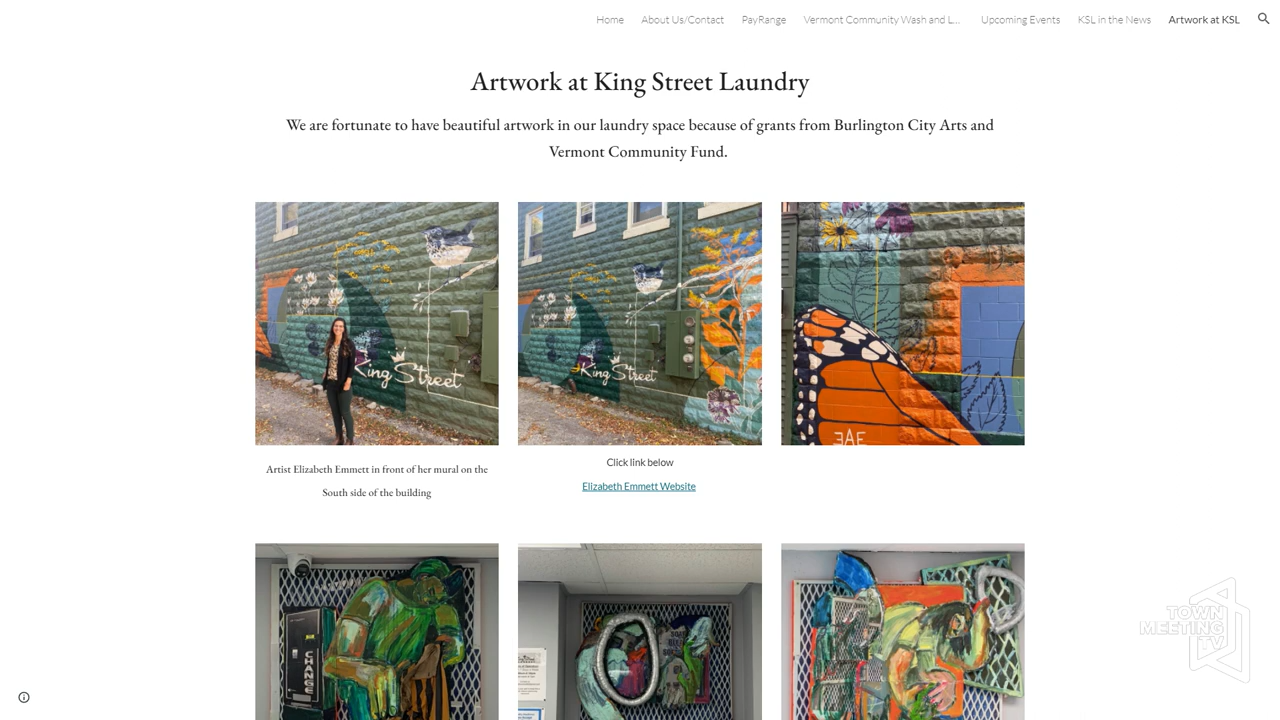 Home
About Us/Contact
PayRange
Vermont Community Wash and L...
Upcoming Events
KSL in the News
Artwork at KSL
Artwork at King Street Laundry
We are fortunate to have beautiful artwork in our laundry space because of grants from Burlington City Arts and
Vermont Community Fund.
King Street
King Street
EAE
Artist Elizabeth Emmett in front of her mural on the
South side of the building
Click link below
Elizabeth Emmett Website
CHANGE
TOWN
MEETING
TV